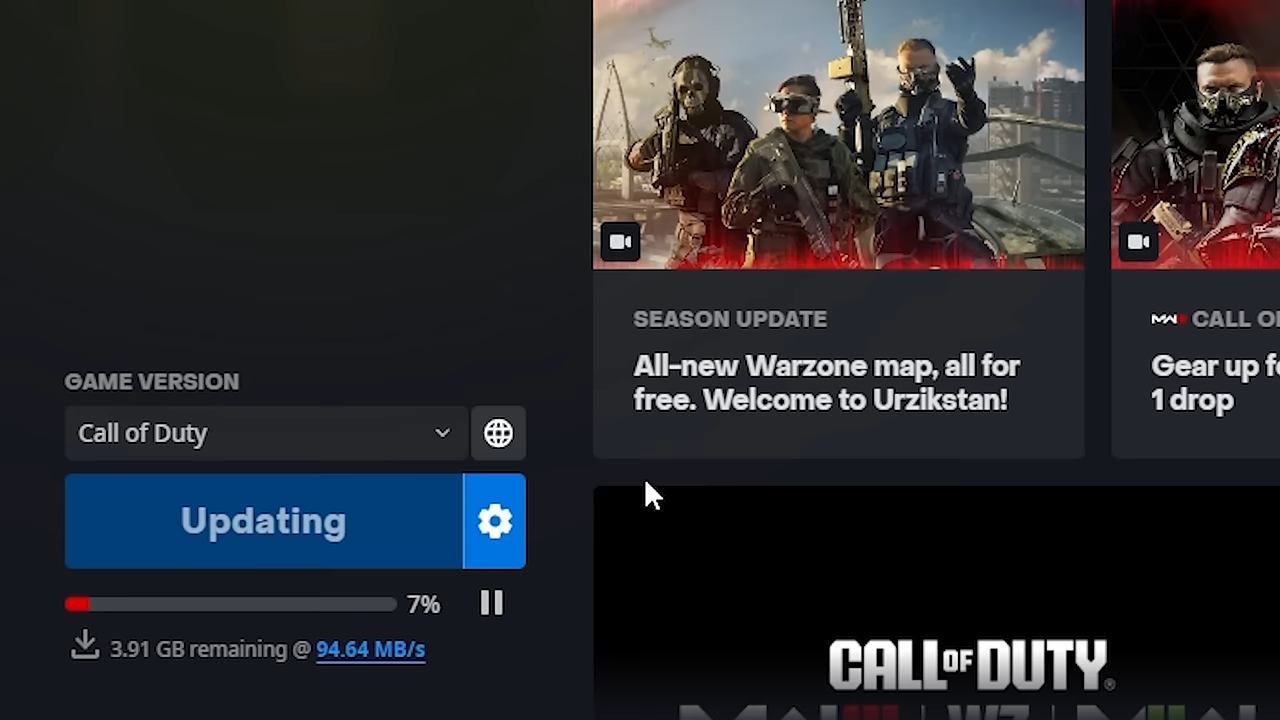 SEASON UPDATE
All-new Warzone map, all for
free. Welcome to Urzikstan!
MW
CALL O
Gear up f
1 drop
GAME VERSION
Call of Duty
Updating
7%
3.91 GB remaining @ 94.64 MB/s
CALL OF DUTY